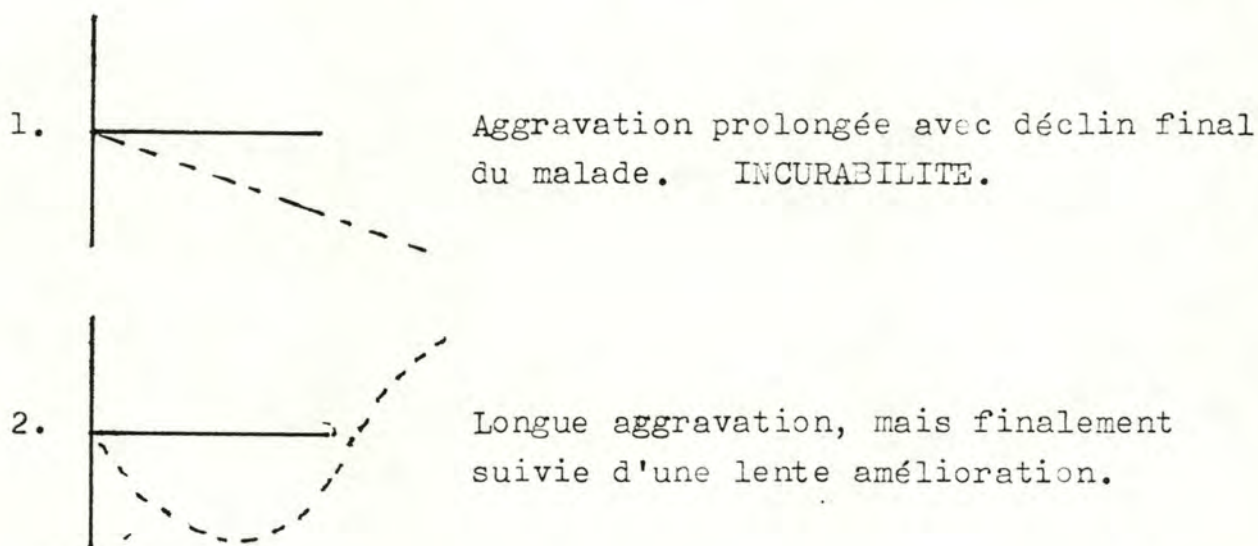 1. Aggravation prolongée avec déclin final
du malade. INCURABILITE.
2. Longue aggravation, mais finalement
suivie d'une lente amélioration.